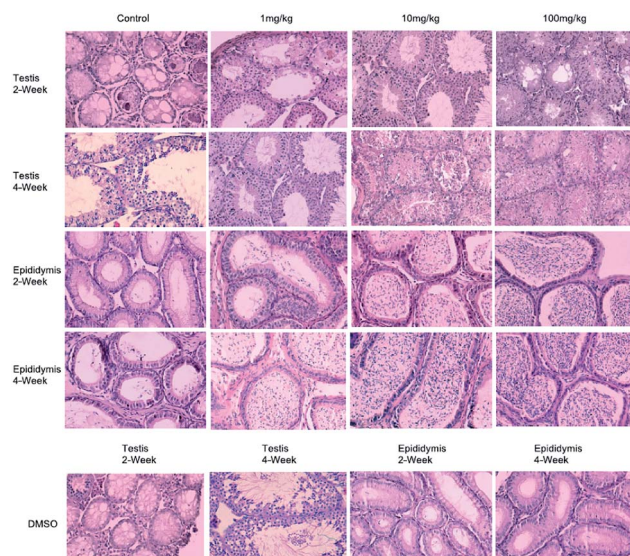 Control 1mg/kg 10mg/kg 100mg/kg
Testis
2-Week
Testis
4-Week
Epididymis
2-Week
Epididymis
4-Week
Testis Testis Epididymis Epididymis
2-Week 4-Week 2-Week 4-Week
DMSO